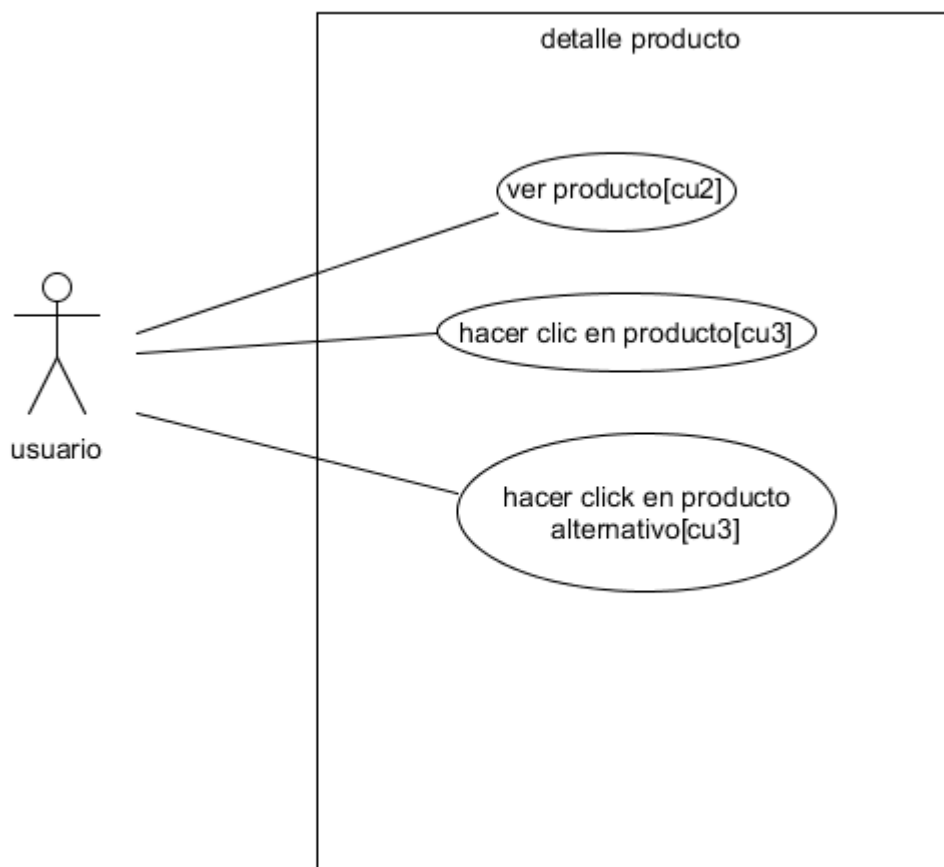 detalle producto
ver producto[cu2]
hacer clic en producto[cu3]
usuario
hacer click en producto
alternativo[cu3]